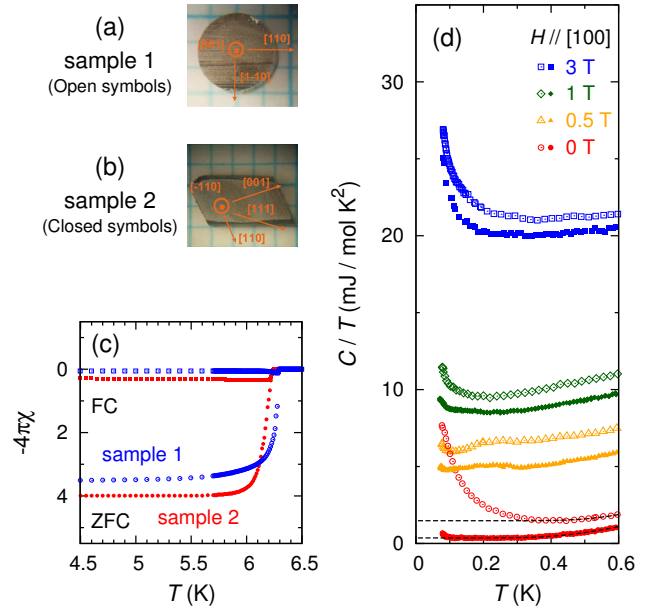 (a)
sample 1
(Open symbols)
[001]
[110]
[1-10]
(b)
sample 2
(Closed symbols)
[-110]
[001]
[111]
[110]
(c)
0
2
4
-4πχ
FC
sample 1
ZFC
sample 2
4.5
5
5.5
6
6.5
T (K)
(d)
H // [100]
3 T
1 T
0.5 T
0 T
30
20
10
0
C / T (mJ / mol K²)
0
0.2
0.4
0.6
T (K)